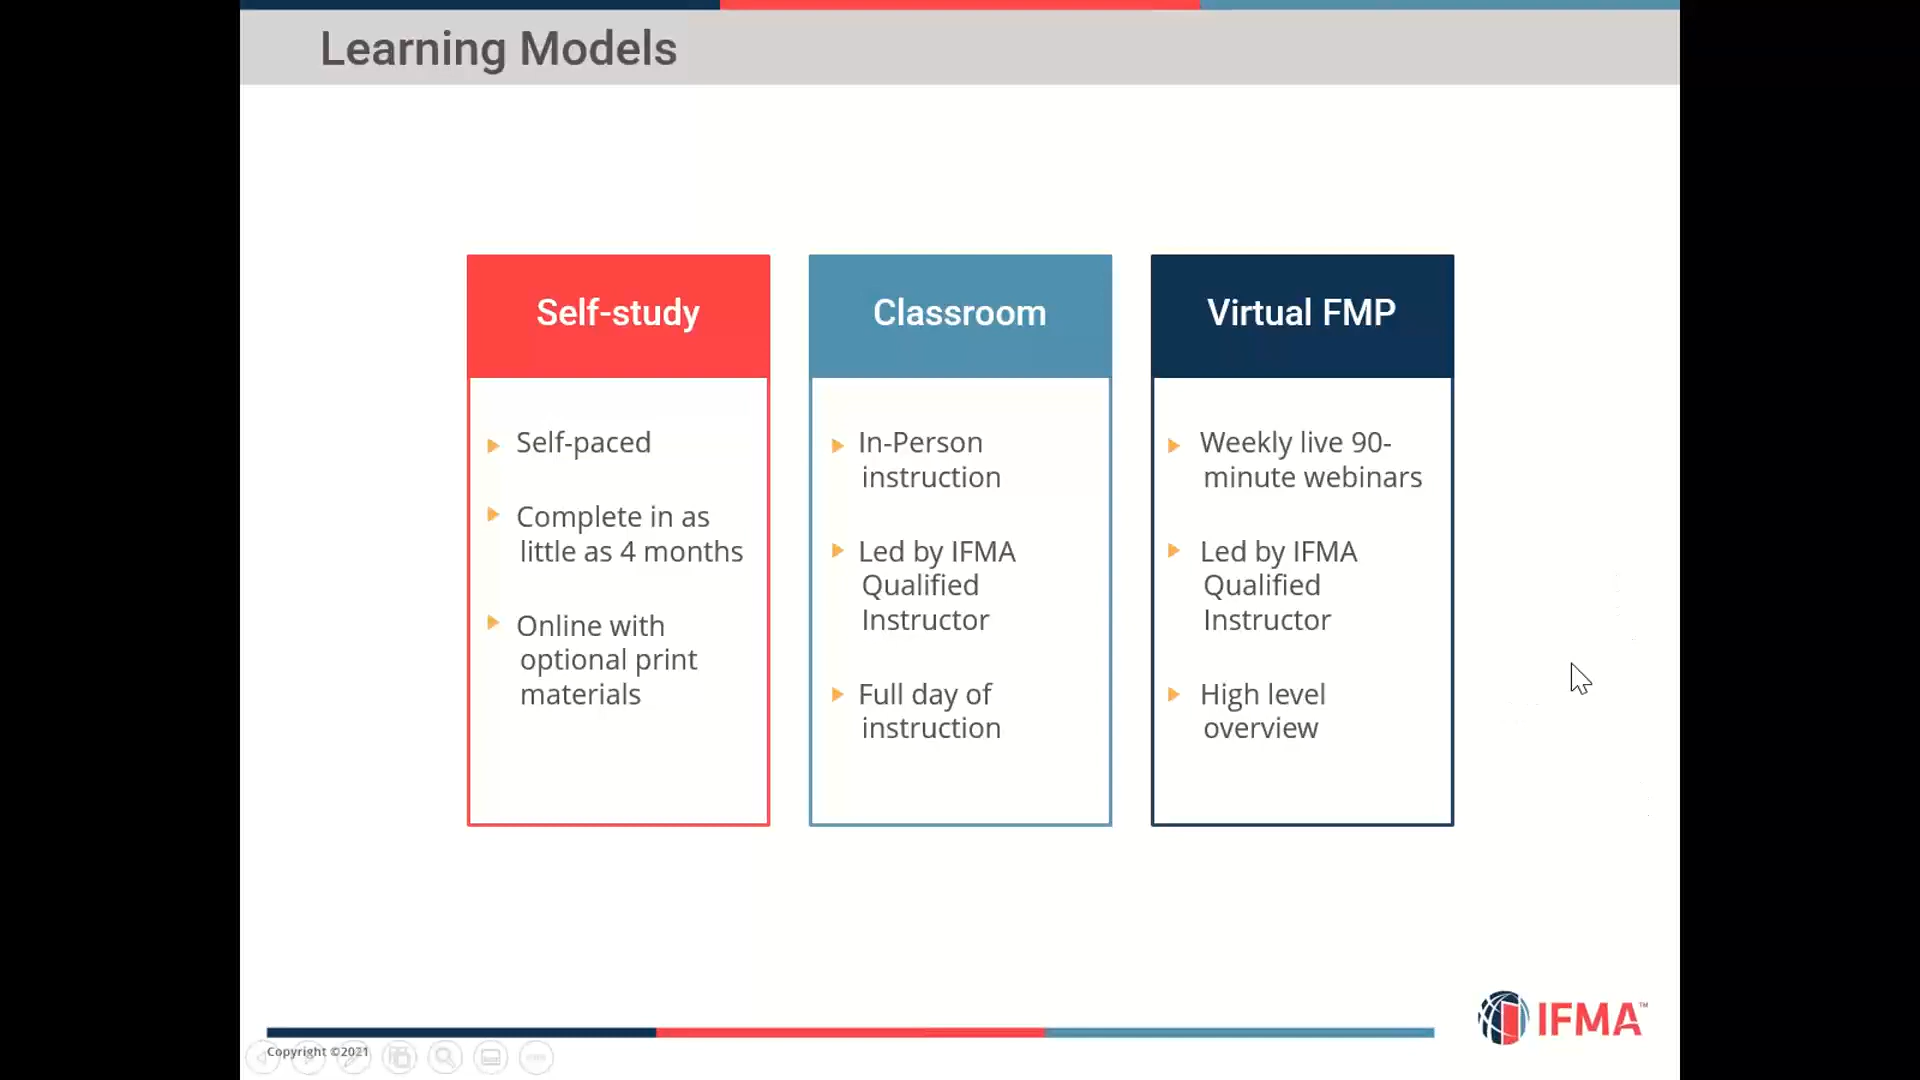 Learning Models
Self-study
Self-paced
Complete in as
little as 4 months
Online with
optional print
materials
Classroom
In-Person
instruction
Led by IFMA
Qualified
Instructor
Full day of
instruction
Virtual FMP
Weekly live 90-
minute webinars
Led by IFMA
Qualified
Instructor
High level
overview
IFMA™
Copyright ©2021